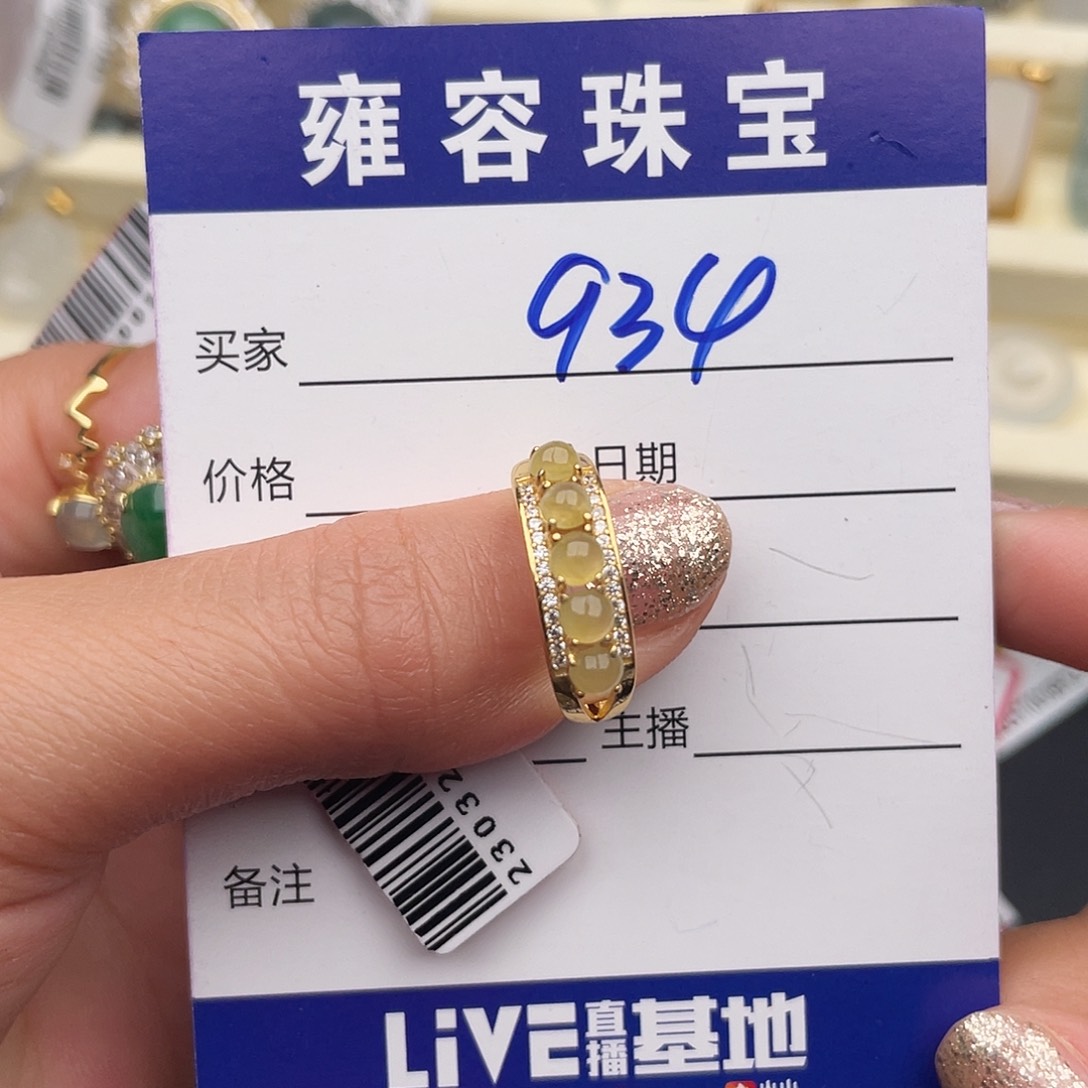 雍容珠宝
买家 934
价格
日期
主播
备注
23032
LiVE直播基地